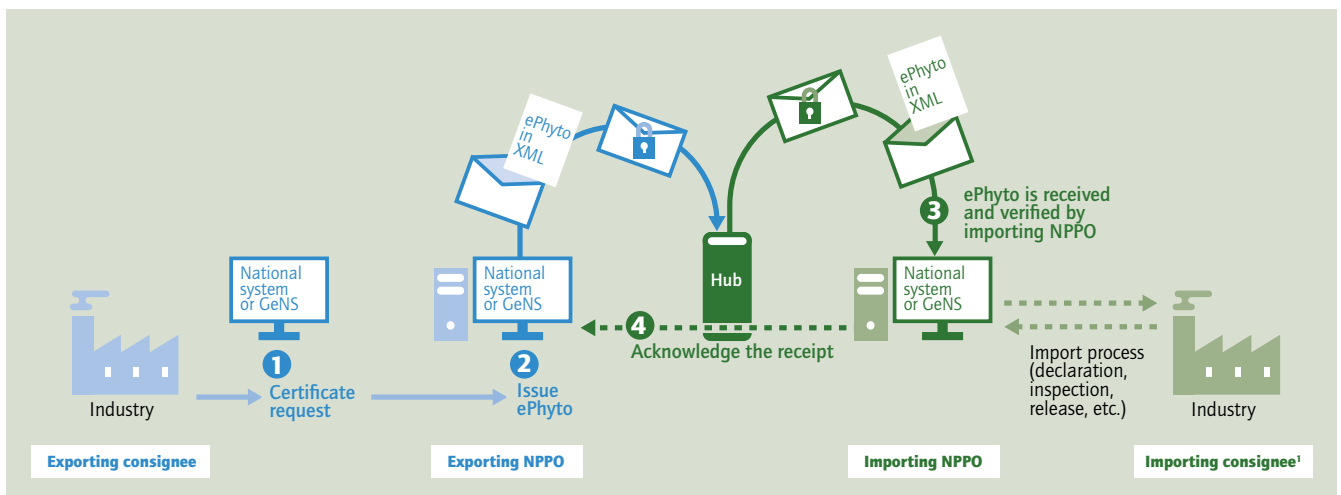 ePhyto
in
XML
ePhyto
in
XML
3
ePhyto is received
and verified by
importing NPPO
National
system
or GeNS
National
system
or GeNS
Hub
National
system
or GeNS
4
Acknowledge the receipt
1
Certificate
request
2
Issue
ePhyto
Import process
(declaration,
inspection,
release, etc.)
Industry
Industry
Exporting consignee
Exporting NPPO
Importing NPPO
Importing consignee¹